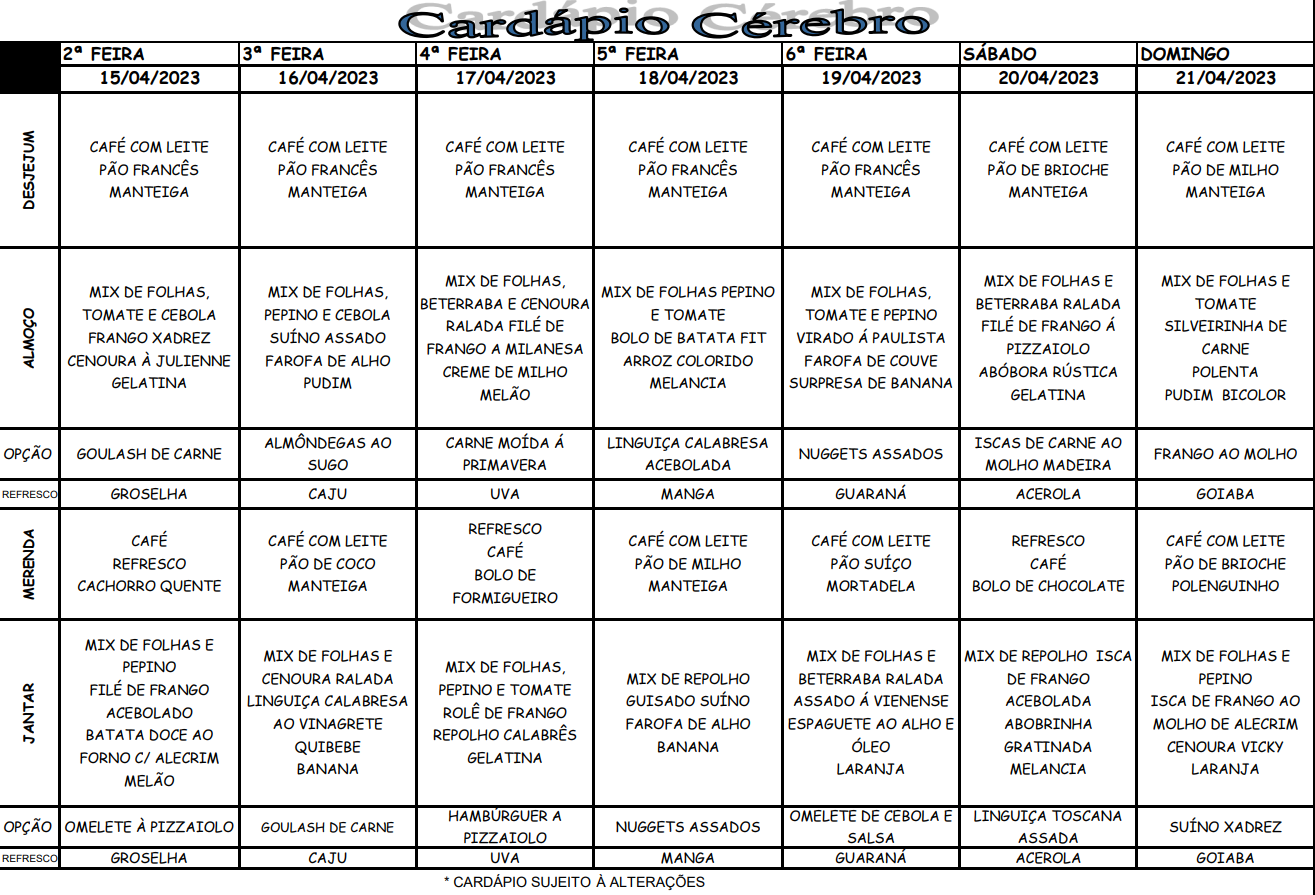 Cardápio Cérebro
2ª FEIRA 3ª FEIRA 4ª FEIRA 5ª FEIRA 6ª FEIRA SÁBADO DOMINGO
15/04/2023 16/04/2023 17/04/2023 18/04/2023 19/04/2023 20/04/2023 21/04/2023
DESJEJUM
CAFÉ COM LEITE
PÃO FRANCÊS
MANTEIGA
CAFÉ COM LEITE
PÃO FRANCÊS
MANTEIGA
CAFÉ COM LEITE
PÃO FRANCÊS
MANTEIGA
CAFÉ COM LEITE
PÃO FRANCÊS
MANTEIGA
CAFÉ COM LEITE
PÃO FRANCÊS
MANTEIGA
CAFÉ COM LEITE
PÃO DE BRIOCHE
MANTEIGA
CAFÉ COM LEITE
PÃO DE MILHO
MANTEIGA
ALMOÇO
MIX DE FOLHAS,
TOMATE E CEBOLA
FRANGO XADREZ
CENOURA À JULIENNE
GELATINA
MIX DE FOLHAS,
PEPINO E CEBOLA
SUÍNO ASSADO
FAROFA DE ALHO
PUDIM
MIX DE FOLHAS,
BETERRABA E CENOURA
RALADA FILÉ DE
FRANGO A MILANESA
CREME DE MILHO
MELÃO
MIX DE FOLHAS PEPINO
E TOMATE
BOLO DE BATATA FIT
ARROZ COLORIDO
MELANCIA
MIX DE FOLHAS,
TOMATE E PEPINO
VIRADO Á PAULISTA
FAROFA DE COUVE
SURPRESA DE BANANA
MIX DE FOLHAS E
BETERRABA RALADA
FILÉ DE FRANGO Á
PIZZAIOLO
ABÓBORA RÚSTICA
GELATINA
MIX DE FOLHAS E
TOMATE
SILVEIRINHA DE
CARNE
POLENTA
PUDIM BICOLOR
OPÇÃO
GOULASH DE CARNE
ALMÔNDEGAS AO
SUGO
CARNE MOÍDA Á
PRIMAVERA
LINGUIÇA CALABRESA
ACEBOLADA
NUGGETS ASSADOS
ISCAS DE CARNE AO
MOLHO MADEIRA
FRANGO AO MOLHO
REFRESCO GROSELHA CAJU UVA MANGA GUARANÁ ACEROLA GOIABA
MERENDA
CAFÉ
REFRESCO
CACHORRO QUENTE
CAFÉ COM LEITE
PÃO DE COCO
MANTEIGA
REFRESCO
CAFÉ
BOLO DE
FORMIGUEIRO
CAFÉ COM LEITE
PÃO DE MILHO
MANTEIGA
CAFÉ COM LEITE
PÃO SUÍÇO
MORTADELA
REFRESCO
CAFÉ
BOLO DE CHOCOLATE
CAFÉ COM LEITE
PÃO DE BRIOCHE
POLENGUINHO
JANTAR
MIX DE FOLHAS E
PEPINO
FILÉ DE FRANGO
ACEBOLADO
BATATA DOCE AO
FORNO C/ ALECRIM
MELÃO
MIX DE FOLHAS E
CENOURA RALADA
LINGUIÇA CALABRESA
AO VINAGRETE
QUIBEBE
BANANA
MIX DE FOLHAS,
PEPINO E TOMATE
ROLÊ DE FRANGO
REPOLHO CALABRÊS
GELATINA
MIX DE REPOLHO
GUISADO SUÍNO
FAROFA DE ALHO
BANANA
MIX DE FOLHAS E
BETERRABA RALADA
ASSADO Á VIENENSE
ESPAGUETE AO ALHO E
ÓLEO
LARANJA
MIX DE REPOLHO ISCA
DE FRANGO
ACEBOLADA
ABOBRINHA
GRATINADA
MELANCIA
MIX DE FOLHAS E
PEPINO
ISCA DE FRANGO AO
MOLHO DE ALECRIM
CENOURA VICKY
LARANJA
OPÇÃO
OMELETE À PIZZAIOLO
GOULASH DE CARNE
HAMBÚRGUER A
PIZZAIOLO
NUGGETS ASSADOS
OMELETE DE CEBOLA E
SALSA
LINGUIÇA TOSCANA
ASSADA
SUÍNO XADREZ
REFRESCO GROSELHA CAJU UVA MANGA GUARANÁ ACEROLA GOIABA
* CARDÁPIO SUJEITO À ALTERAÇÕES